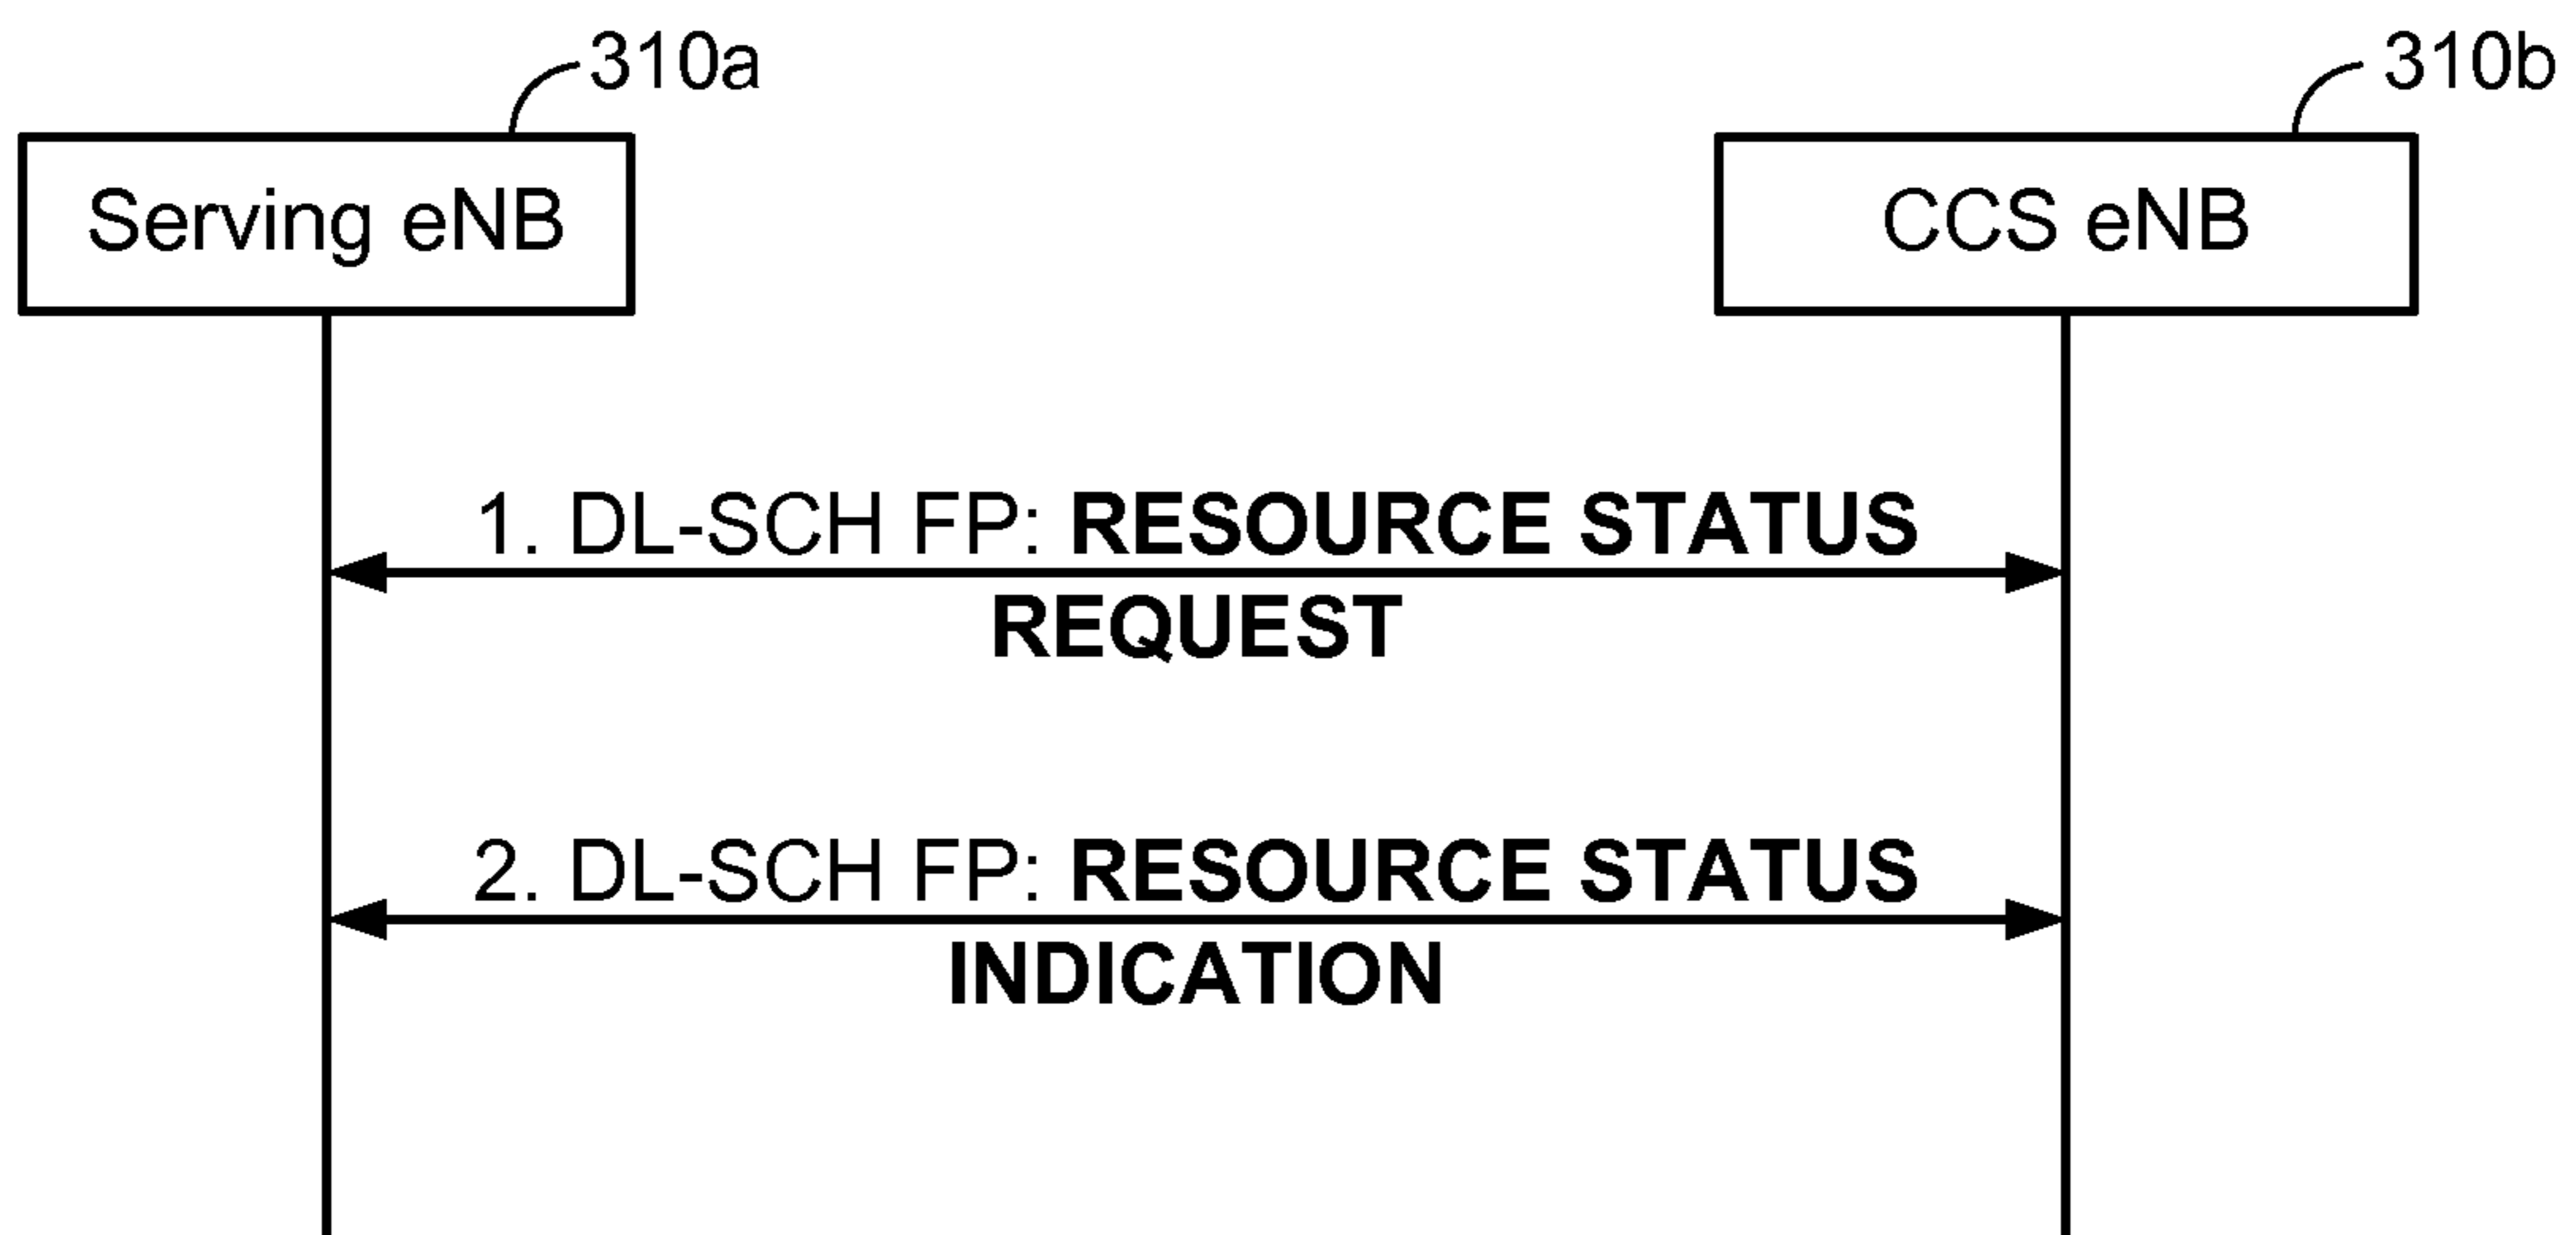 310a
310b
Serving eNB
CCS eNB
1. DL-SCH FP: RESOURCE STATUS
REQUEST
2. DL-SCH FP: RESOURCE STATUS
INDICATION